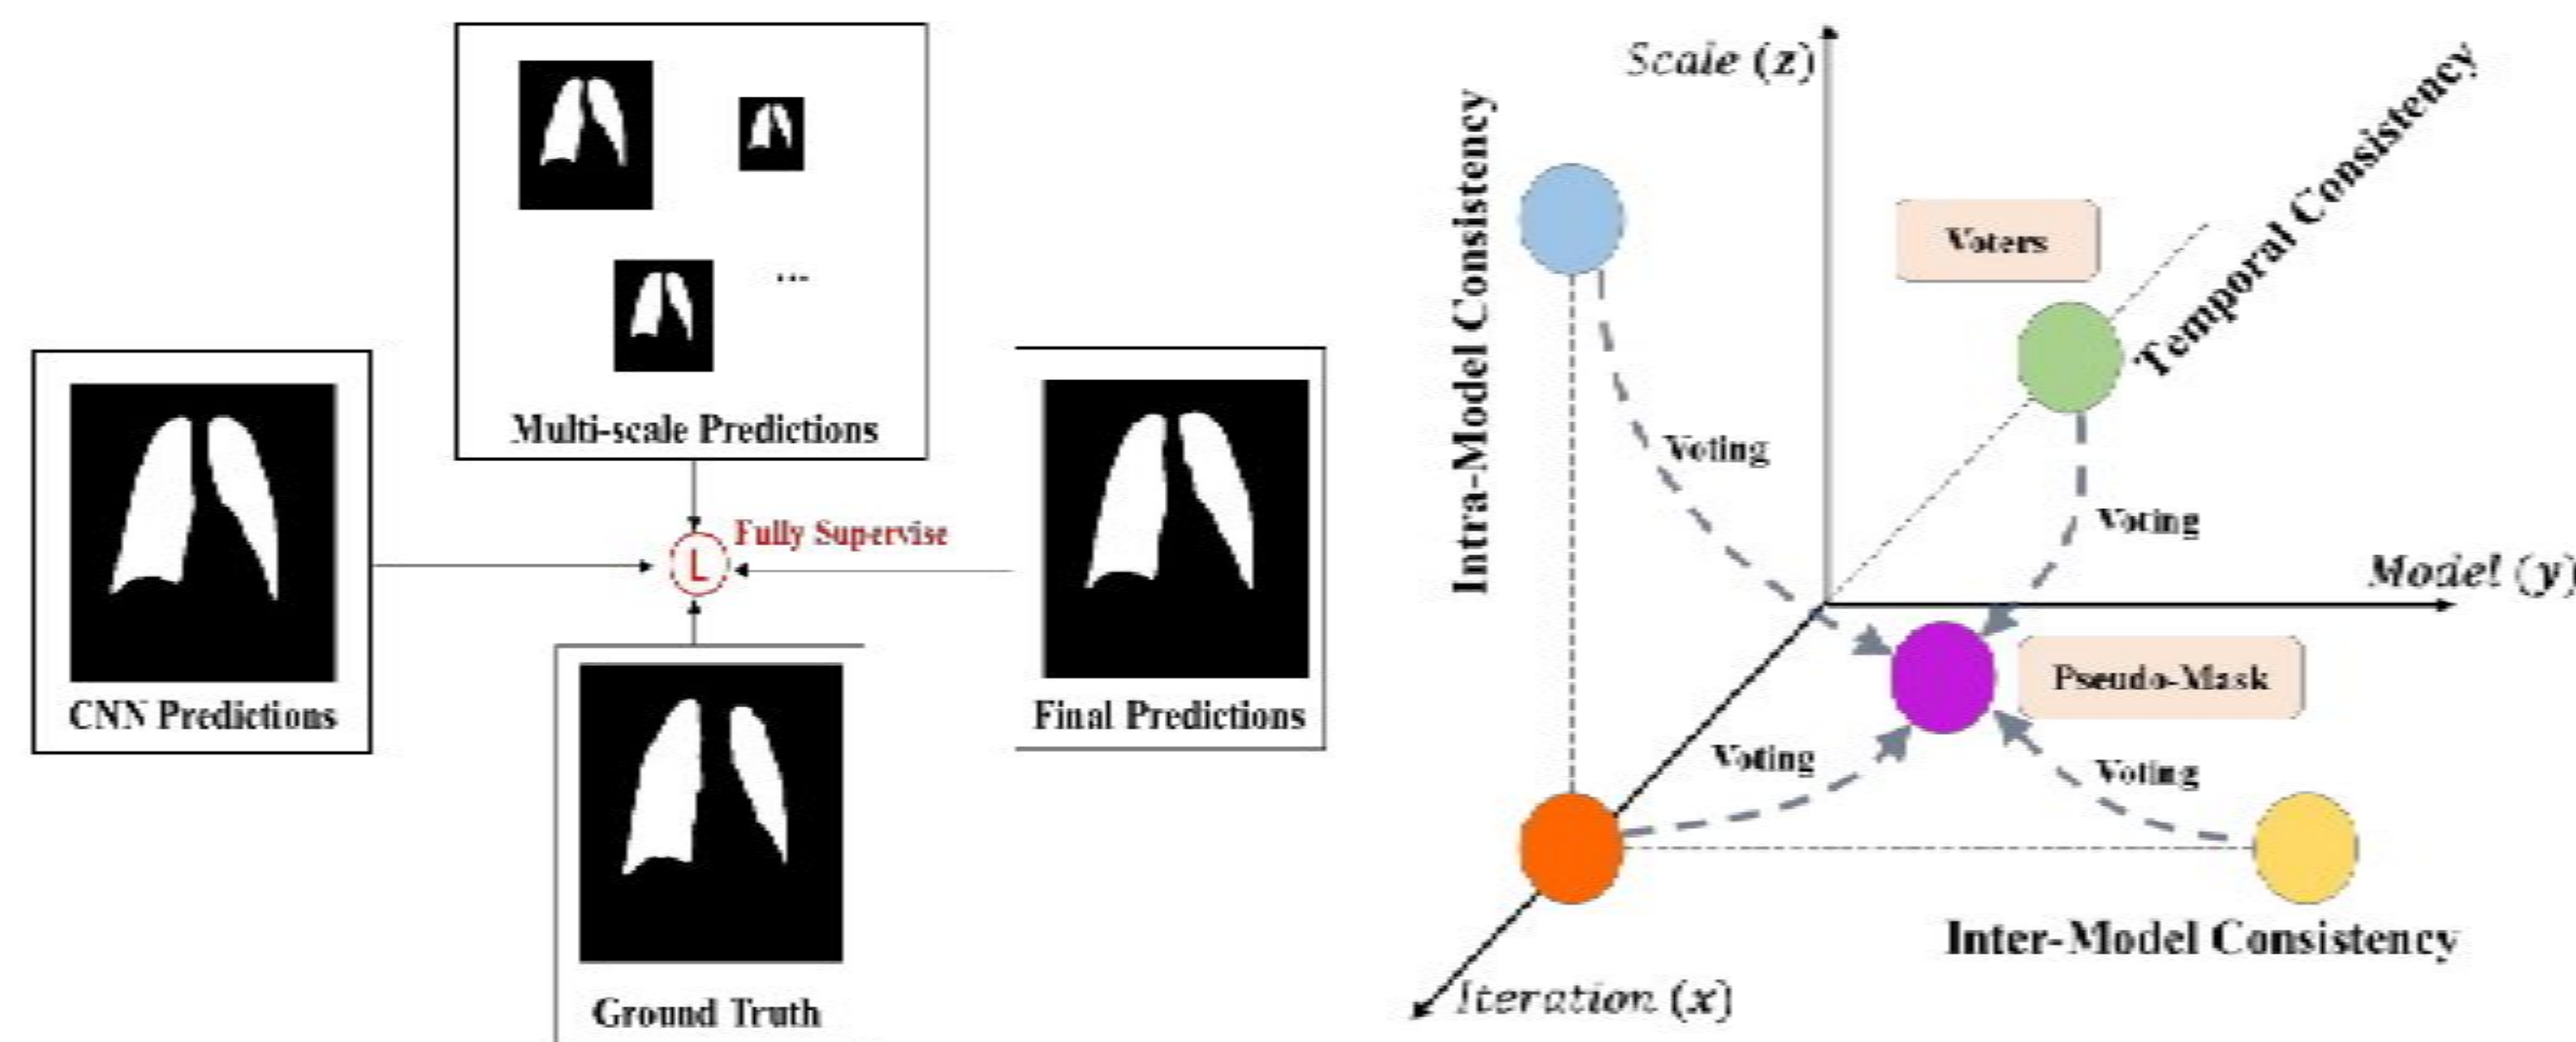 ...
Multi-scale Predictions
CNN Predictions
L
Fully Supervise
Final Predictions
Ground Truth
Scale (z)
Intra-Model Consistency
Temporal Consistency
Voters
Voting
Voting
Model (y)
Pseudo-Mask
Voting
Voting
Inter-Model Consistency
Iteration (x)